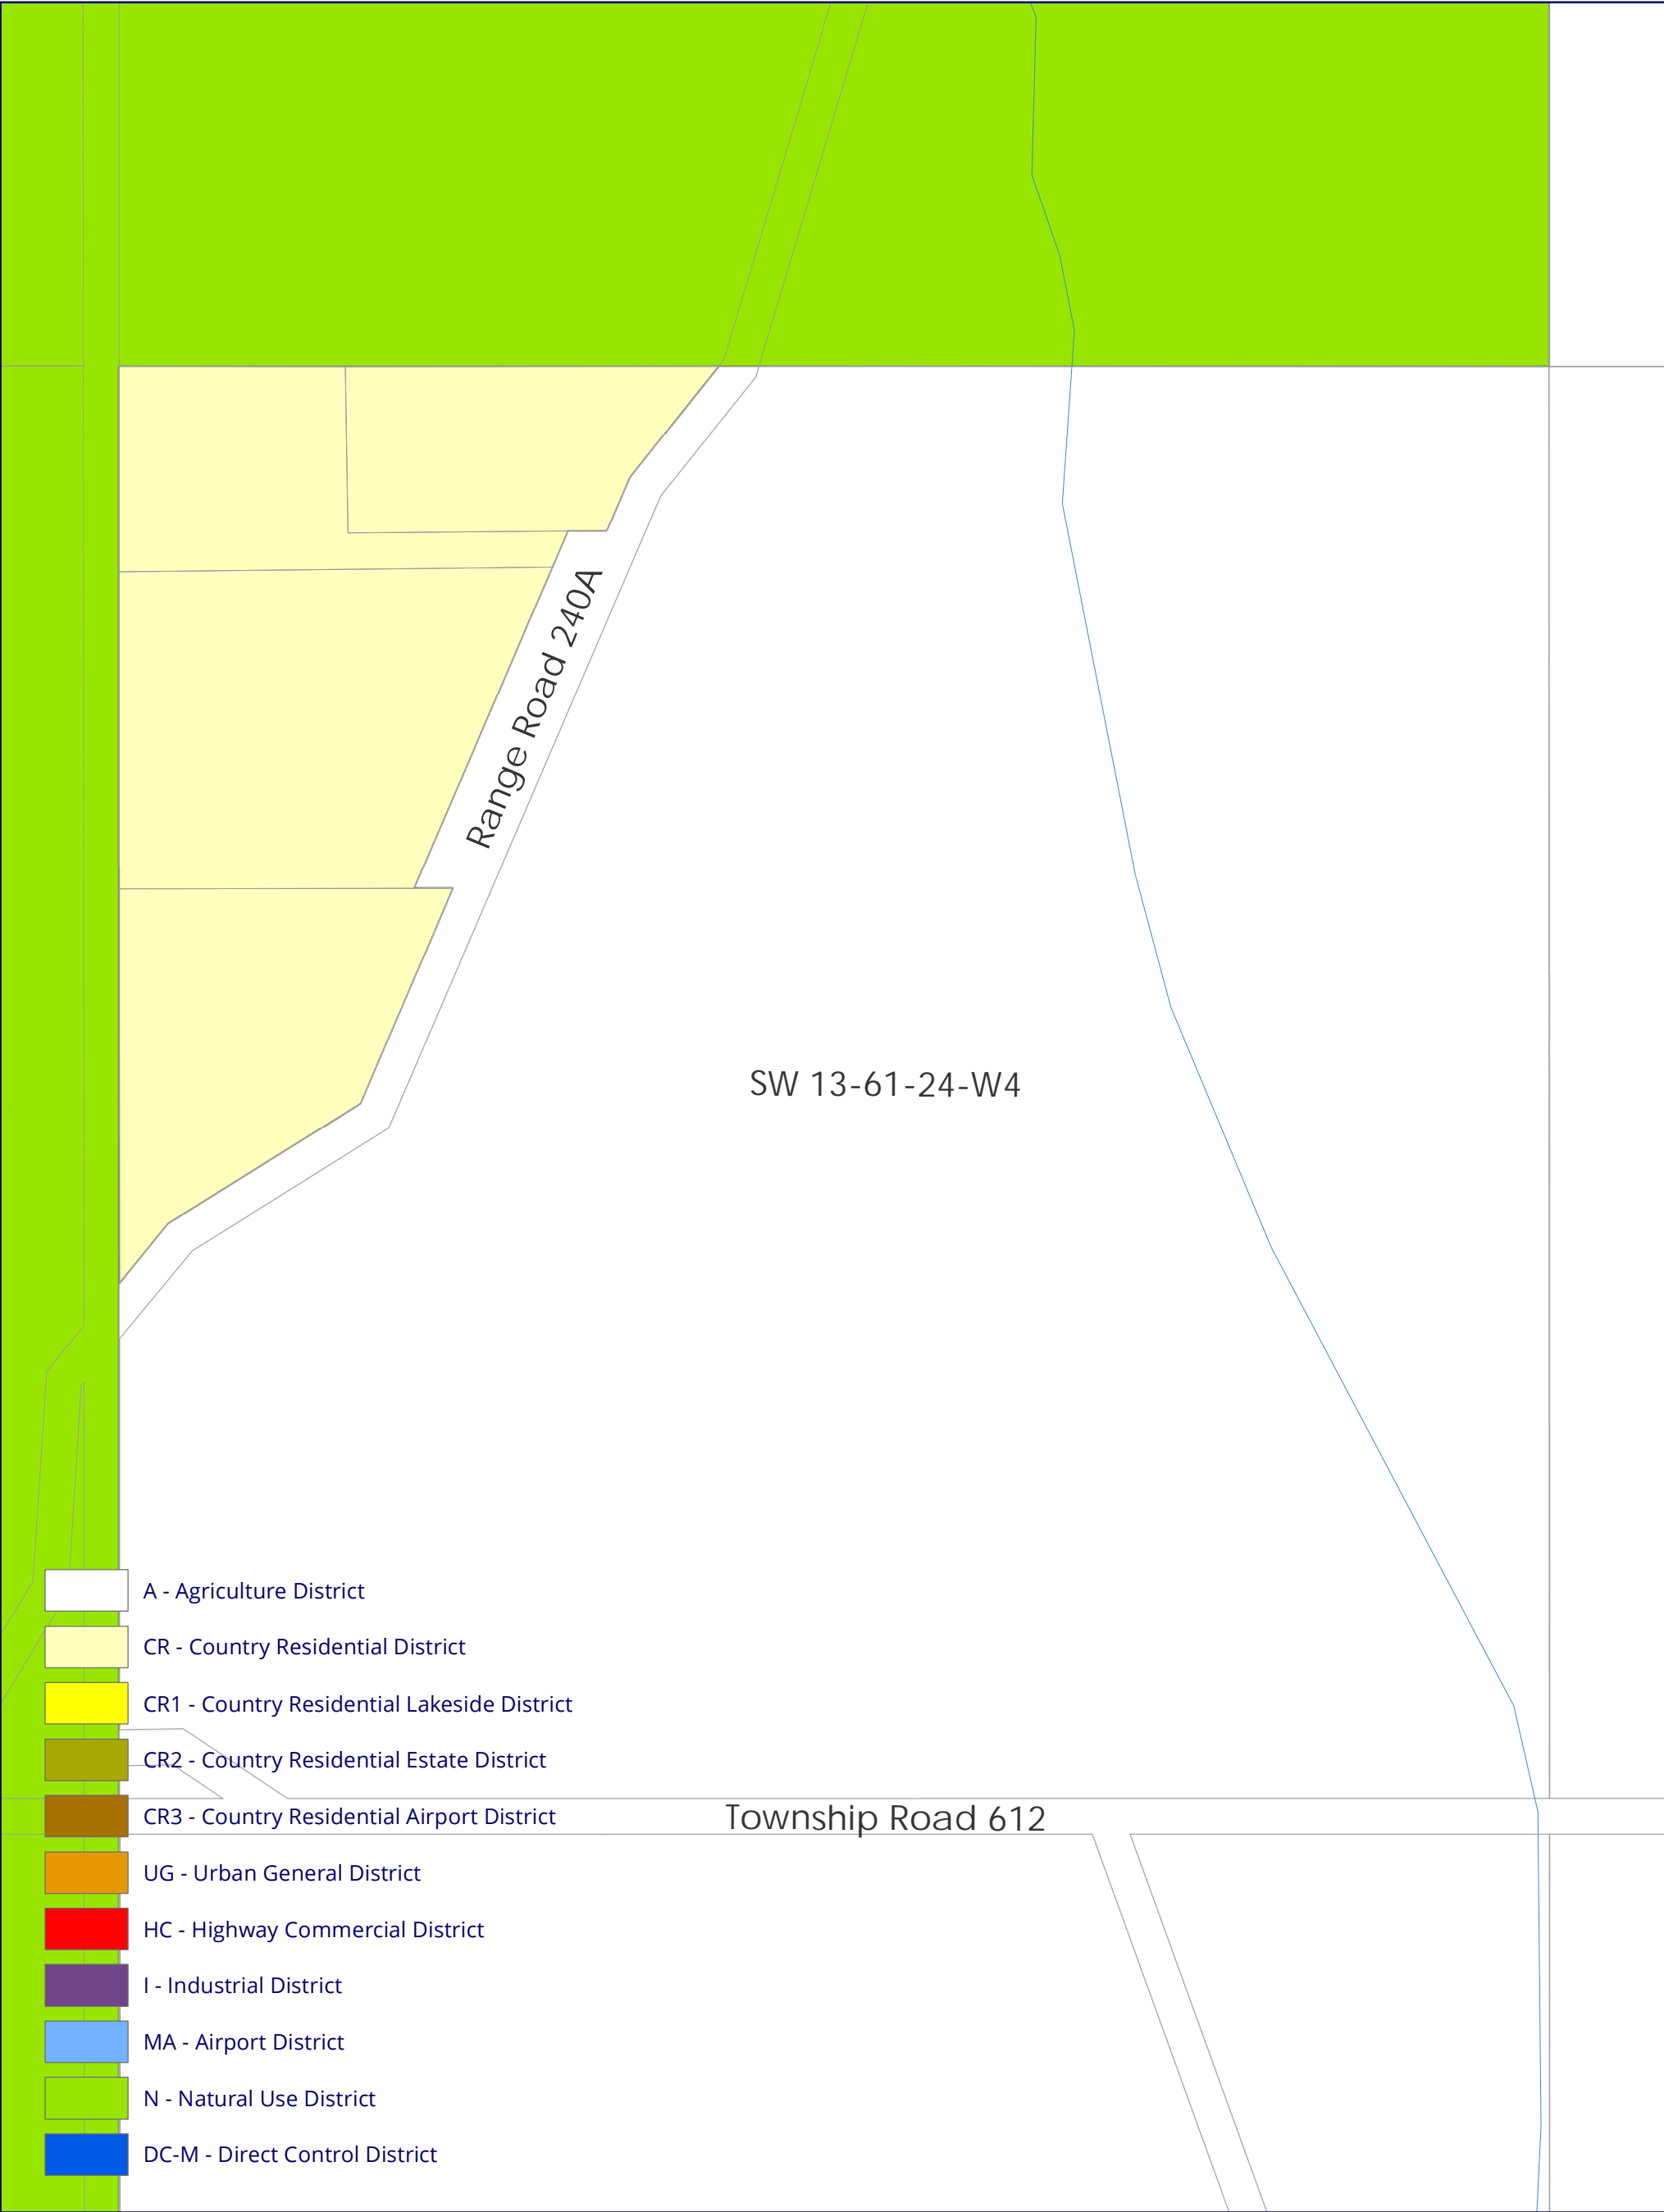 Range Road 240A
SW 13-61-24-W4
A - Agriculture District
CR - Country Residential District
CR1 - Country Residential Lakeside District
CR2 - Country Residential Estate District
CR3 - Country Residential Airport District
Township Road 612
UG - Urban General District
HC - Highway Commercial District
I - Industrial District
MA - Airport District
N - Natural Use District
DC-M - Direct Control District